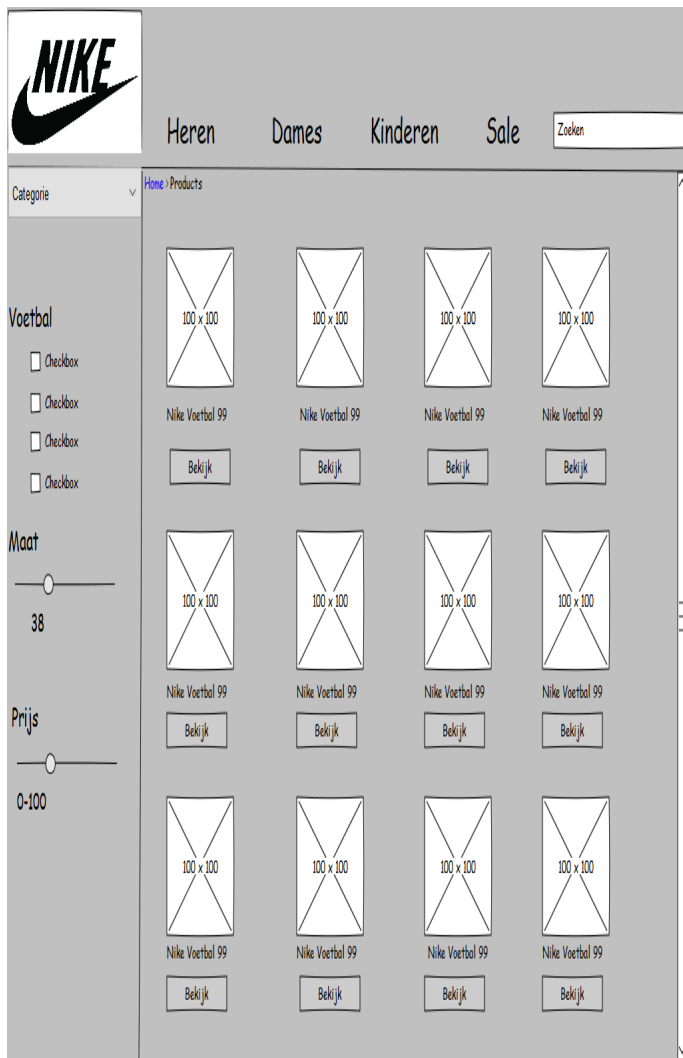 NIKE
Heren Dames Kinderen Sale Zoeken
Categorie
Home > Products
Voetbal
Checkbox
Checkbox
Checkbox
Checkbox
Maat
38
Prijs
0-100
100 x 100 100 x 100 100 x 100 100 x 100
Nike Voetbal 99 Nike Voetbal 99 Nike Voetbal 99 Nike Voetbal 99
Bekijk Bekijk Bekijk Bekijk
100 x 100 100 x 100 100 x 100 100 x 100
Nike Voetbal 99 Nike Voetbal 99 Nike Voetbal 99 Nike Voetbal 99
Bekijk Bekijk Bekijk Bekijk
100 x 100 100 x 100 100 x 100 100 x 100
Nike Voetbal 99 Nike Voetbal 99 Nike Voetbal 99 Nike Voetbal 99
Bekijk Bekijk Bekijk Bekijk